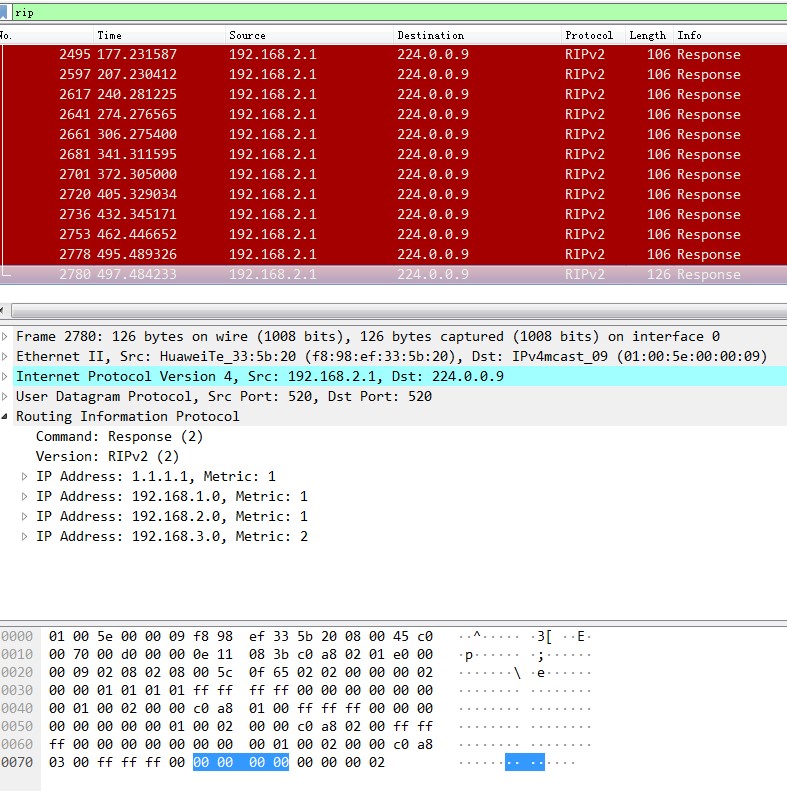 rip
No. Time Source Destination Protocol Length Info
2495 177.231587 192.168.2.1 224.0.0.9 RIPv2 106 Response
2597 207.230412 192.168.2.1 224.0.0.9 RIPv2 106 Response
2617 240.281225 192.168.2.1 224.0.0.9 RIPv2 106 Response
2641 274.276565 192.168.2.1 224.0.0.9 RIPv2 106 Response
2661 306.275400 192.168.2.1 224.0.0.9 RIPv2 106 Response
2681 341.311595 192.168.2.1 224.0.0.9 RIPv2 106 Response
2701 372.305000 192.168.2.1 224.0.0.9 RIPv2 106 Response
2720 405.329034 192.168.2.1 224.0.0.9 RIPv2 106 Response
2736 432.345171 192.168.2.1 224.0.0.9 RIPv2 106 Response
2753 462.446652 192.168.2.1 224.0.0.9 RIPv2 106 Response
2778 495.489326 192.168.2.1 224.0.0.9 RIPv2 106 Response
2780 497.484233 192.168.2.1 224.0.0.9 RIPv2 126 Response
Frame 2780: 126 bytes on wire (1008 bits), 126 bytes captured (1008 bits) on interface 0
Ethernet II, Src: HuaweiTe_33:5b:20 (f8:98:ef:33:5b:20), Dst: IPv4mcast_09 (01:00:5e:00:00:09)
Internet Protocol Version 4, Src: 192.168.2.1, Dst: 224.0.0.9
User Datagram Protocol, Src Port: 520, Dst Port: 520
Routing Information Protocol
Command: Response (2)
Version: RIPv2 (2)
IP Address: 1.1.1.1, Metric: 1
IP Address: 192.168.1.0, Metric: 1
IP Address: 192.168.2.0, Metric: 1
IP Address: 192.168.3.0, Metric: 2
0000 01 00 5e 00 00 09 f8 98 ef 33 5b 20 08 00 45 c0 ··^····· ·3[ ··E·
0010 00 70 00 d0 00 00 0e 11 08 3b c0 a8 02 01 e0 00 ·p······ ·;······
0020 00 09 02 08 02 08 00 5c 0f 65 02 02 00 00 00 02 ·······\ ·e······
0030 00 00 01 01 01 01 ff ff ff ff 00 00 00 00 00 00 ········ ········
0040 00 01 00 02 00 00 c0 a8 01 00 ff ff ff 00 00 00 ········ ········
0050 00 00 00 00 00 01 00 02 00 00 c0 a8 02 00 ff ff ········ ········
0060 ff 00 00 00 00 00 00 00 00 01 00 02 00 00 c0 a8 ········ ········
0070 03 00 ff ff ff 00 00 00 00 00 00 00 00 02 ········ ······